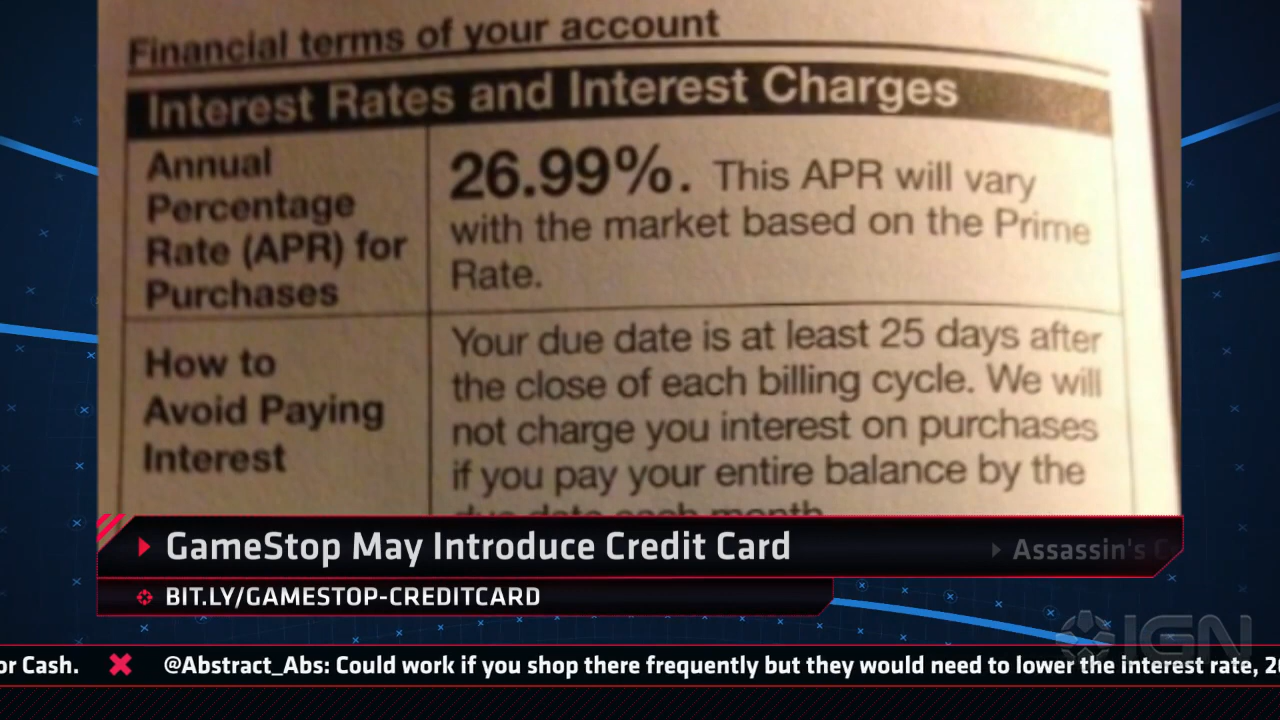 Financial terms of your account
Interest Rates and Interest Charges
Annual
Percentage
Rate (APR) for
Purchases
26.99%. This APR will vary
with the market based on the Prime
Rate.
How to
Avoid Paying
Interest
Your due date is at least 25 days after
the close of each billing cycle. We will
not charge you interest on purchases
if you pay your entire balance by the
due date each month.
GameStop May Introduce Credit Card
Assassin's
BIT.LY/GAMESTOP-CREDITCARD
IGN
or Cash.
@Abstract_Abs: Could work if you shop there frequently but they would need to lower the interest rate, 2